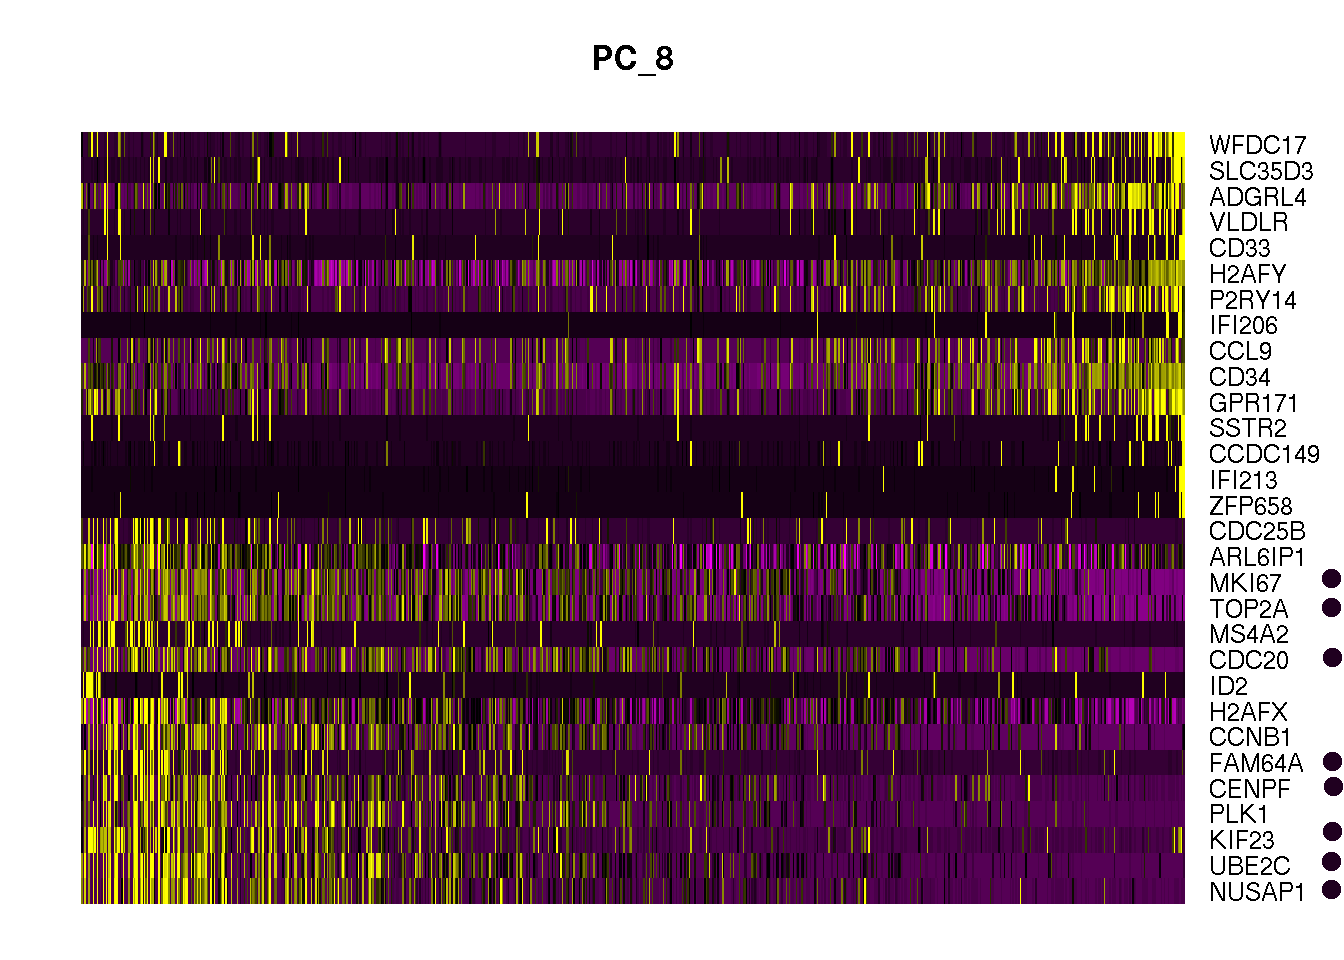 PC_8
WFDC17
SLC35D3
ADGRL4
VLDLR
CD33
H2AFY
P2RY14
IFI206
CCL9
CD34
GPR171
SSTR2
CCDC149
IFI213
ZFP658
CDC25B
ARL6IP1
MKI67
TOP2A
MS4A2
CDC20
ID2
H2AFX
CCNB1
FAM64A
CENPF
PLK1
KIF23
UBE2C
NUSAP1